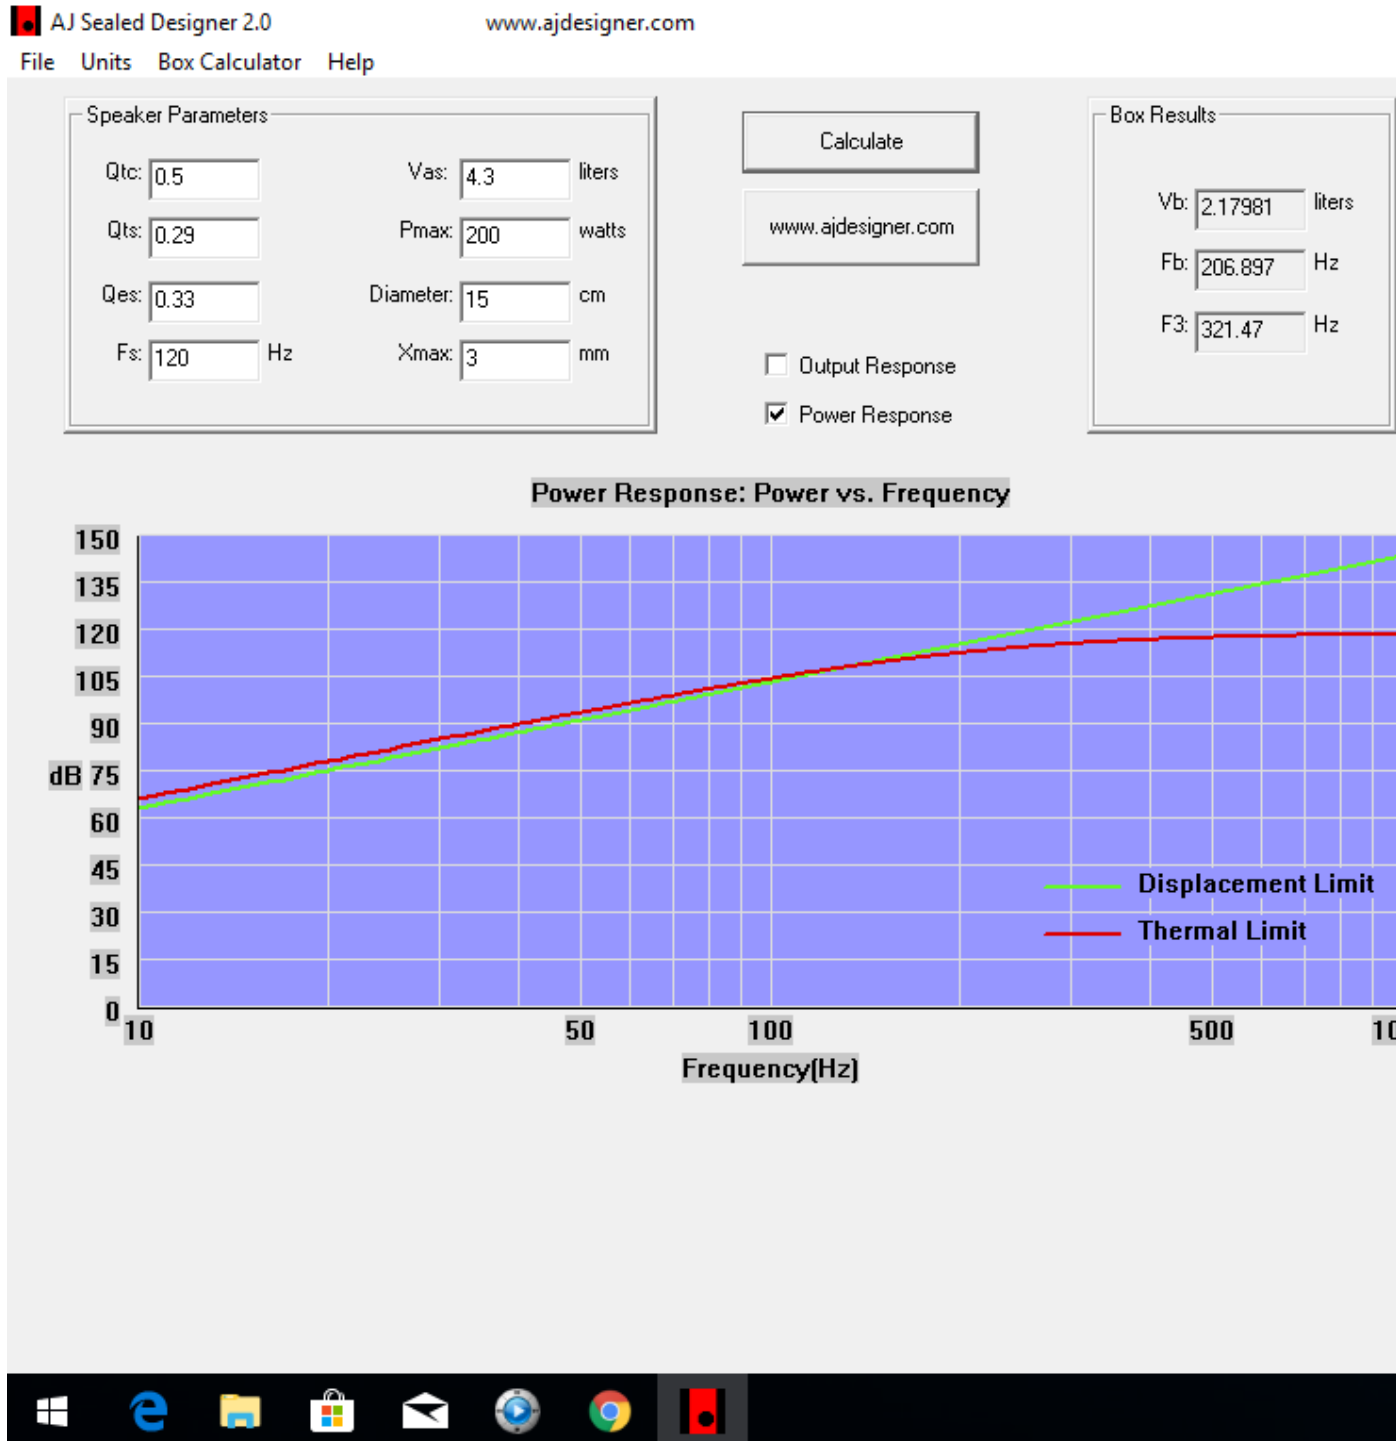 AJ Sealed Designer 2.0 www.ajdesigner.com
File Units Box Calculator Help
Speaker Parameters
Qtc: 0.5 Vas: 4.3 liters
Qts: 0.29 Pmax: 200 watts
Qes: 0.33 Diameter: 15 cm
Fs: 120 Hz Xmax: 3 mm
Calculate
www.ajdesigner.com
Output Response
Power Response
Box Results
Vb: 2.17981 liters
Fb: 206.897 Hz
F3: 321.47 Hz
Power Response: Power vs. Frequency
150
135
120
105
90
dB 75
60
45
30
15
0
Displacement Limit
Thermal Limit
10 50 100 500 10
Frequency(Hz)